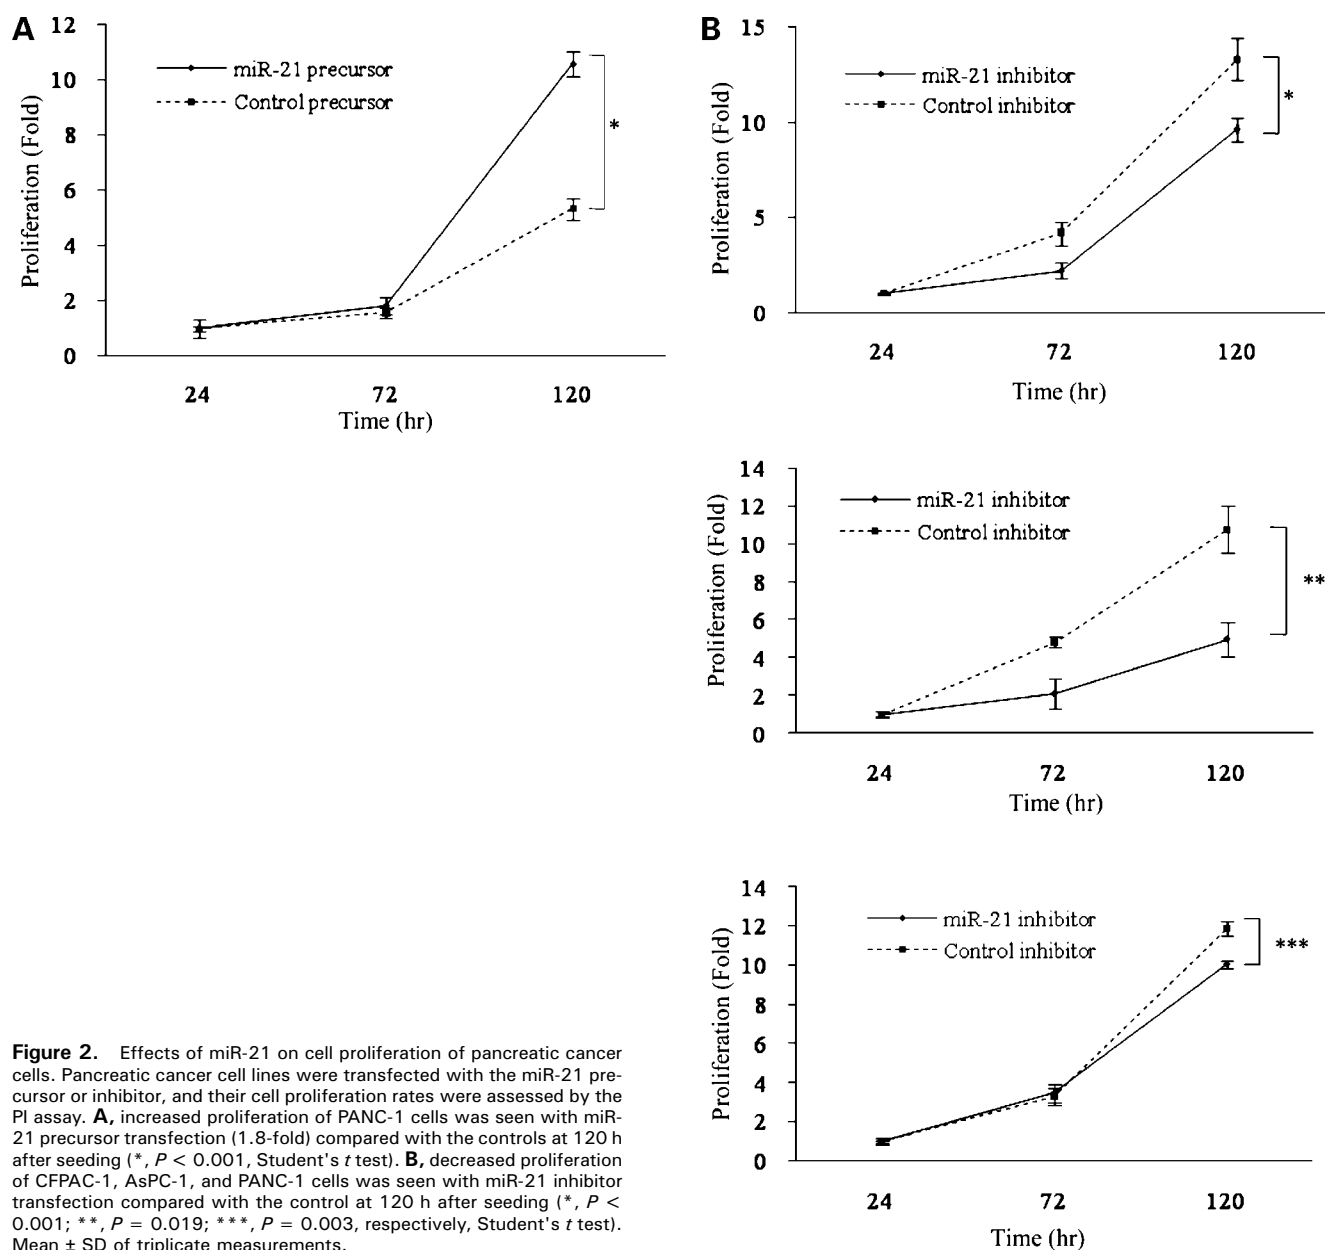 A
12
10
8
6
4
2
0
Proliferation (Fold)
miR-21 precursor
Control precursor
*
24 72 120
Time (hr)
B
15
10
5
0
Proliferation (Fold)
miR-21 inhibitor
Control inhibitor
*
24 72 120
Time (hr)
14
12
10
8
6
4
2
0
Proliferation (Fold)
miR-21 inhibitor
Control inhibitor
**
24 72 120
Time (hr)
14
12
10
8
6
4
2
0
Proliferation (Fold)
miR-21 inhibitor
Control inhibitor
***
24 72 120
Time (hr)
Figure 2. Effects of miR-21 on cell proliferation of pancreatic cancer
cells. Pancreatic cancer cell lines were transfected with the miR-21 pre-
cursor or inhibitor, and their cell proliferation rates were assessed by the
PI assay. A, increased proliferation of PANC-1 cells was seen with miR-
21 precursor transfection (1.8-fold) compared with the controls at 120 h
after seeding (*, P < 0.001, Student's t test). B, decreased proliferation
of CFPAC-1, AsPC-1, and PANC-1 cells was seen with miR-21 inhibitor
transfection compared with the control at 120 h after seeding (*, P <
0.001; **, P = 0.019; ***, P = 0.003, respectively, Student's t test).
Mean ± SD of triplicate measurements.